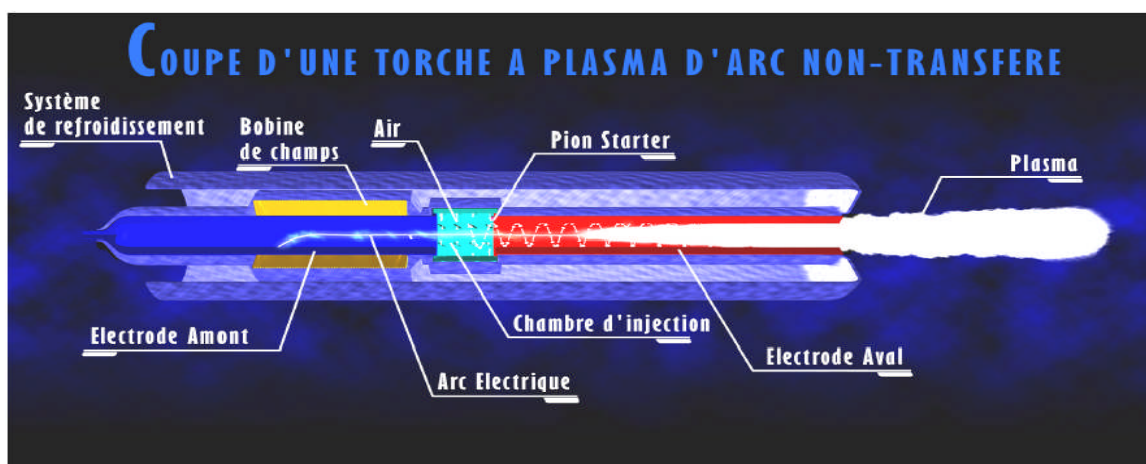 COUPE D'UNE TORCHE A PLASMA D'ARC NON-TRANSFERE
Système
de refroidissement
Bobine
de champs
Air
Pion Starter
Plasma
Electrode Amont
Arc Electrique
Chambre d'injection
Electrode Aval